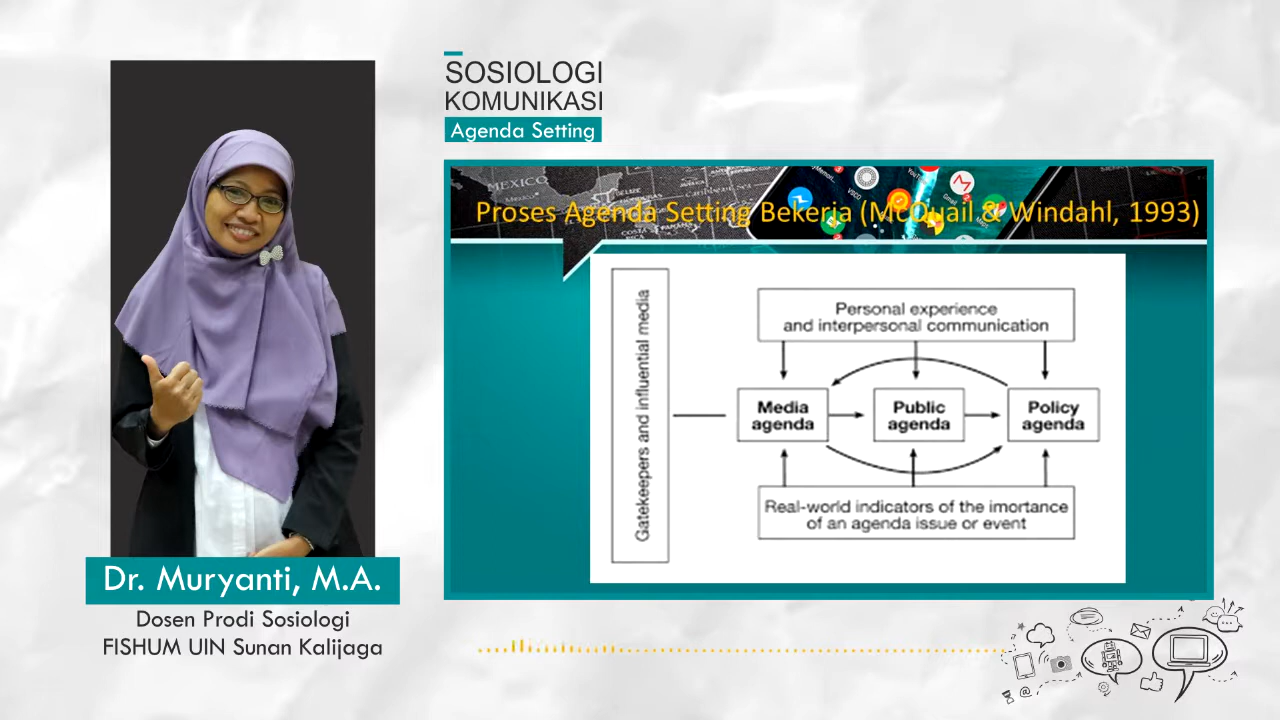 SOSIOLOGI
KOMUNIKASI
Agenda Setting
MEXICO
Proses Agenda Setting Bekerja (McQuail & Windahl, 1993)
Gatekeepers and influential media
Personal experience
and interpersonal communication
Media
agenda
Public
agenda
Policy
agenda
Real-world indicators of the imortance
of an agenda issue or event
Dr. Muryanti, M.A.
Dosen Prodi Sosiologi
FISHUM UIN Sunan Kalijaga